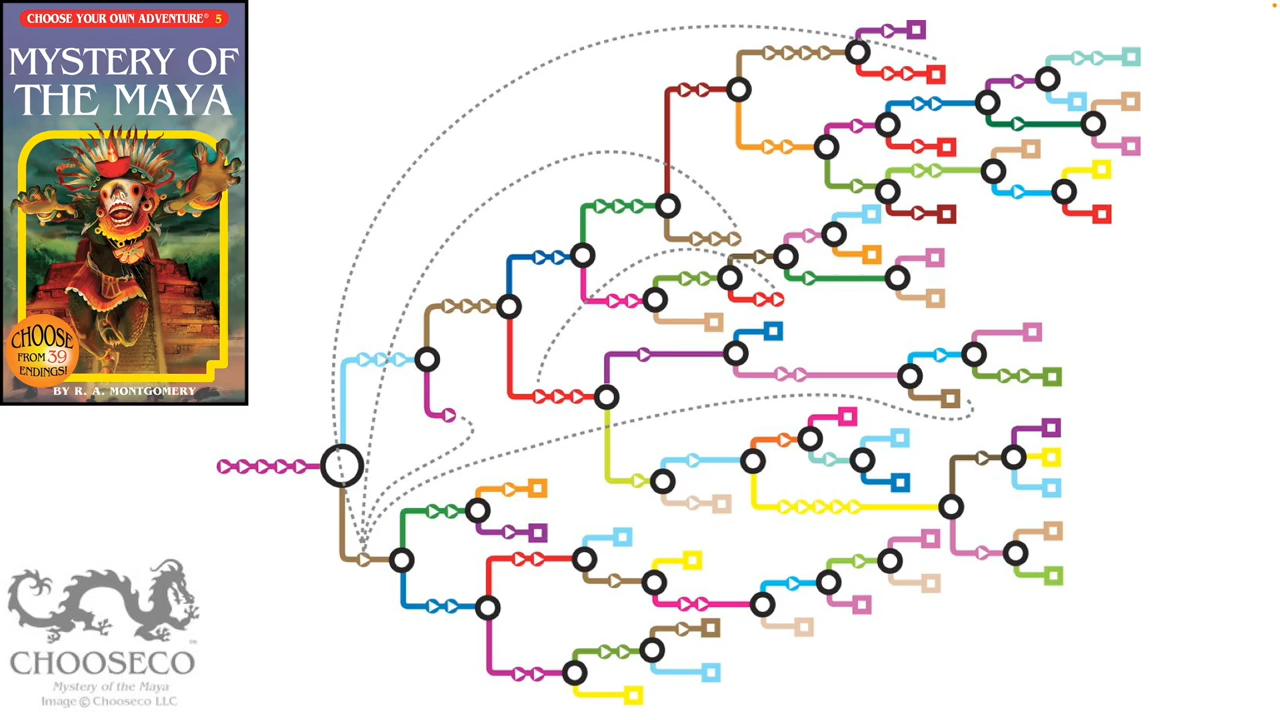 CHOOSE YOUR OWN ADVENTURE® 5
MYSTERY OF
THE MAYA
CHOOSE
FROM 39
ENDINGS!
BY R. A. MONTGOMERY
CHOOSECO
Mystery of the Maya
Image © Chooseco LLC